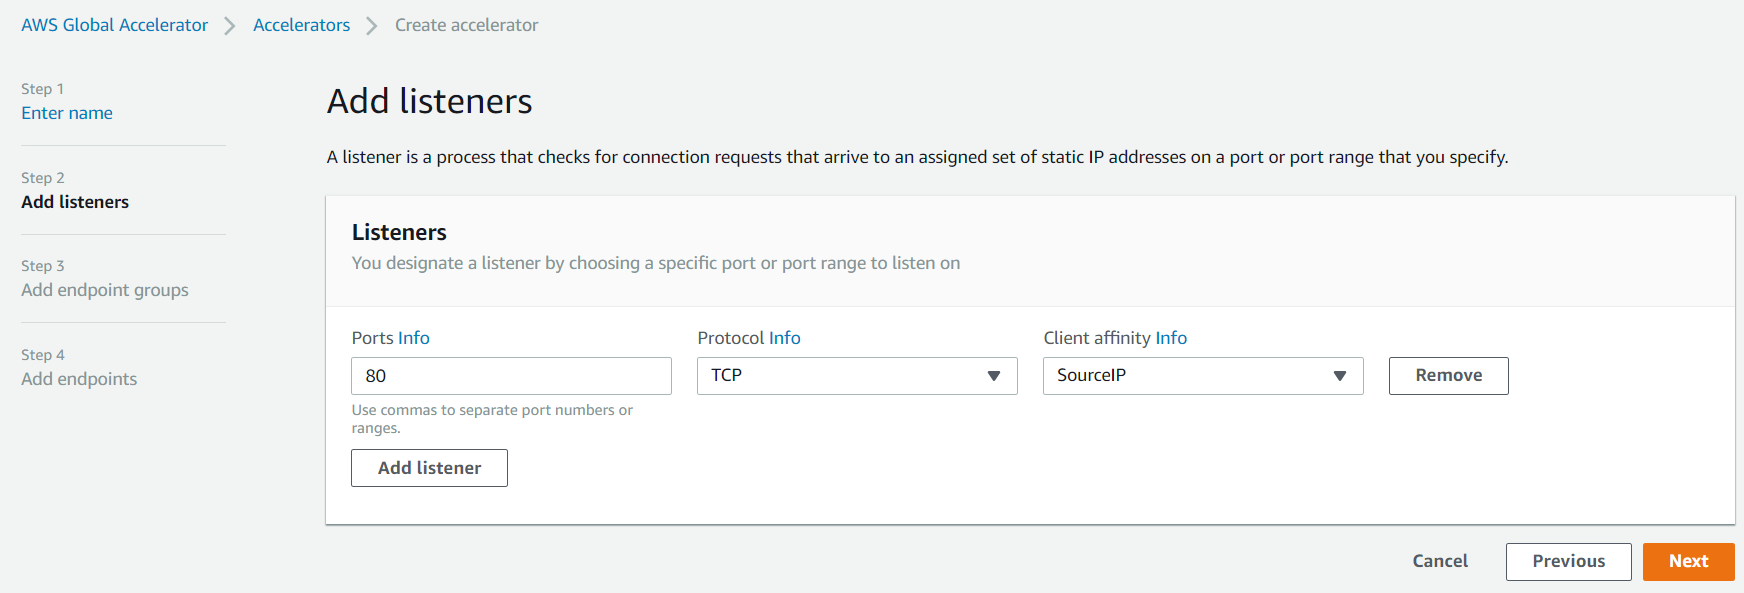 AWS Global Accelerator Accelerators Create accelerator
Step 1
Enter name
Step 2
Add listeners
Step 3
Add endpoint groups
Step 4
Add endpoints
Add listeners
A listener is a process that checks for connection requests that arrive to an assigned set of static IP addresses on a port or port range that you specify.
Listeners
You designate a listener by choosing a specific port or port range to listen on
Ports Info Protocol Info Client affinity Info
80 TCP SourceIP Remove
Use commas to separate port numbers or
ranges.
Add listener
Cancel Previous Next